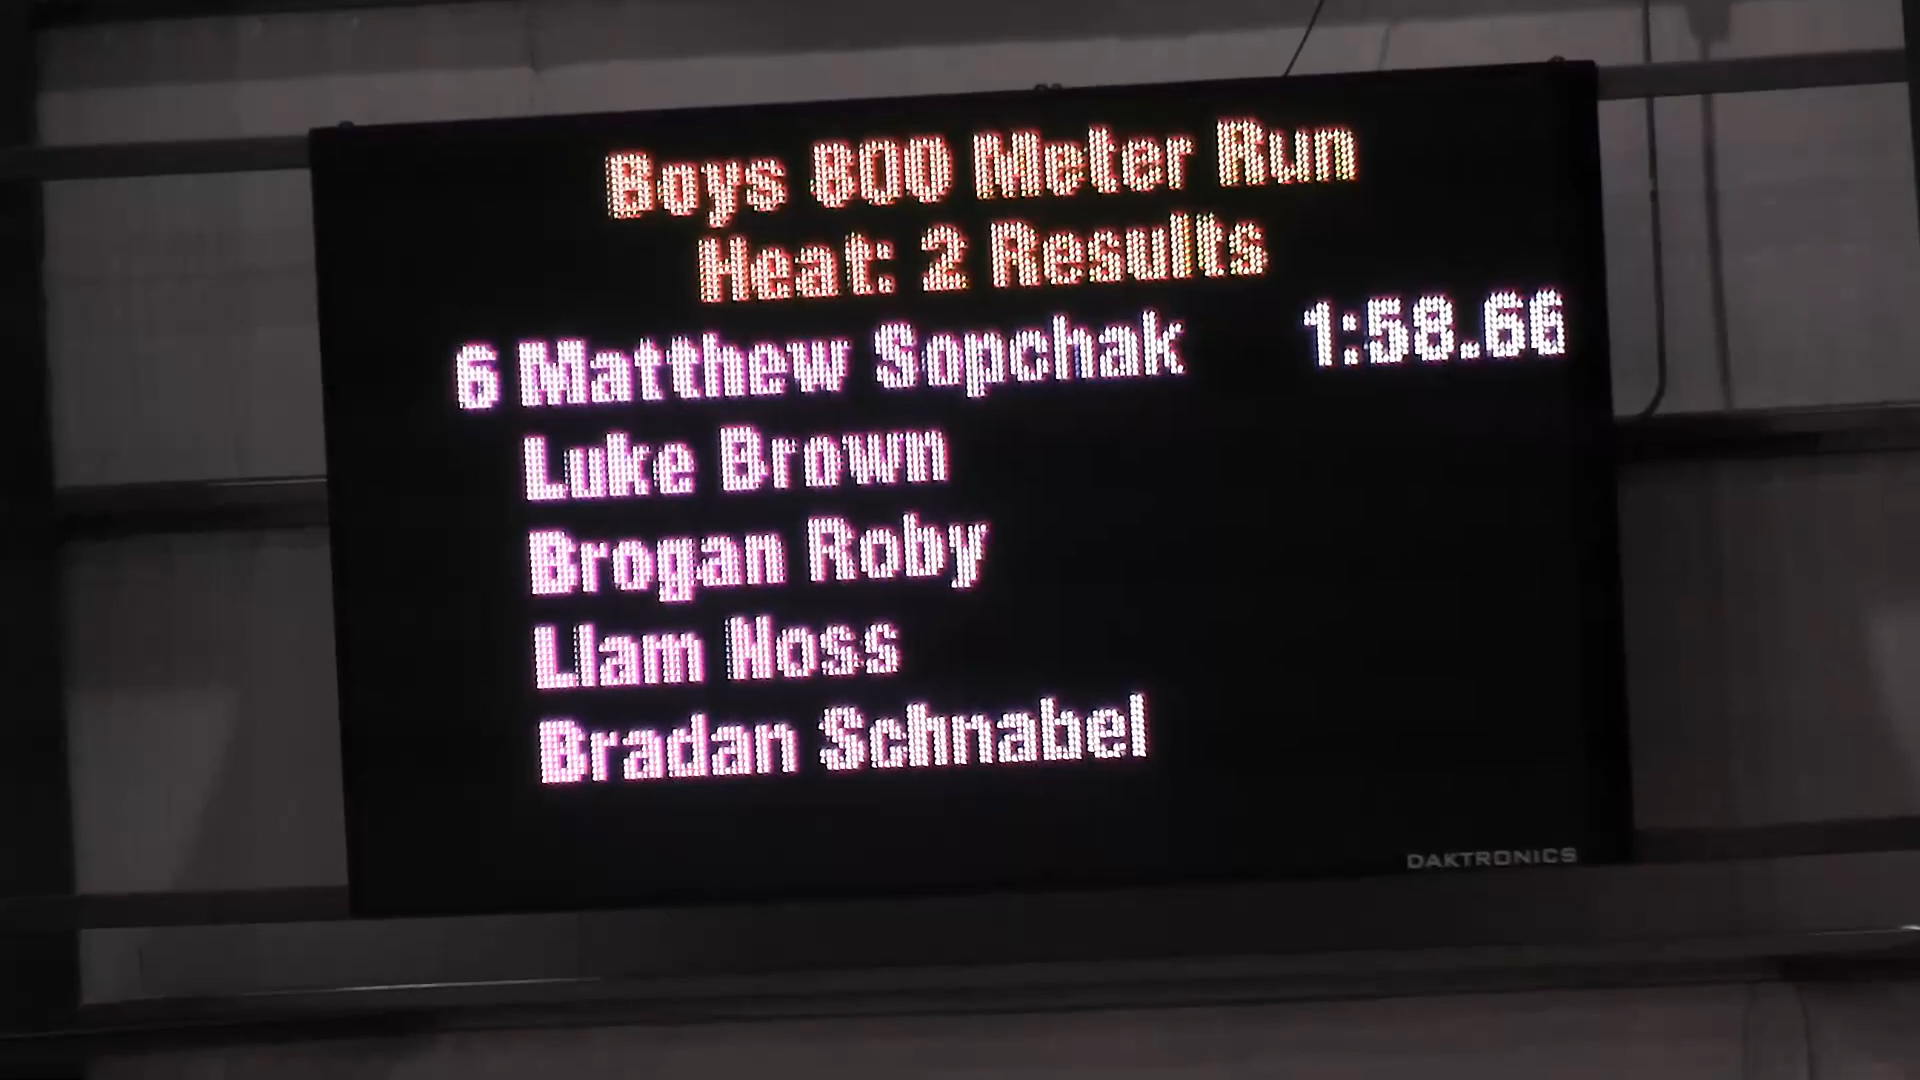 Boys 800 Meter Run
Heat: 2 Results
6 Matthew Sopchak 1:58.66
Luke Brown
Brogan Roby
Liam Hoss
Bradan Schnabel
DAKTRONICS